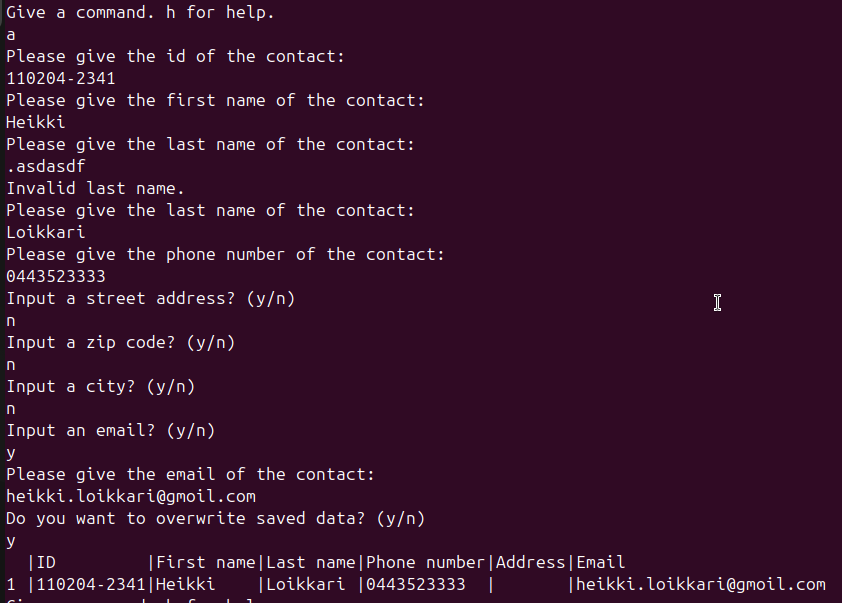 Give a command. h for help.
a
Please give the id of the contact:
110204-2341
Please give the first name of the contact:
Heikki
Please give the last name of the contact:
.asdasdf
Invalid last name.
Please give the last name of the contact:
Loikkari
Please give the phone number of the contact:
0443523333
Input a street address? (y/n)
n
Input a zip code? (y/n)
n
Input a city? (y/n)
n
Input an email? (y/n)
y
Please give the email of the contact:
heikki.loikkari@gmoil.com
Do you want to overwrite saved data? (y/n)
y
  |ID         |First name|Last name|Phone number|Address|Email
1 |110204-2341|Heikki    |Loikkari |0443523333  |       |heikki.loikkari@gmoil.com